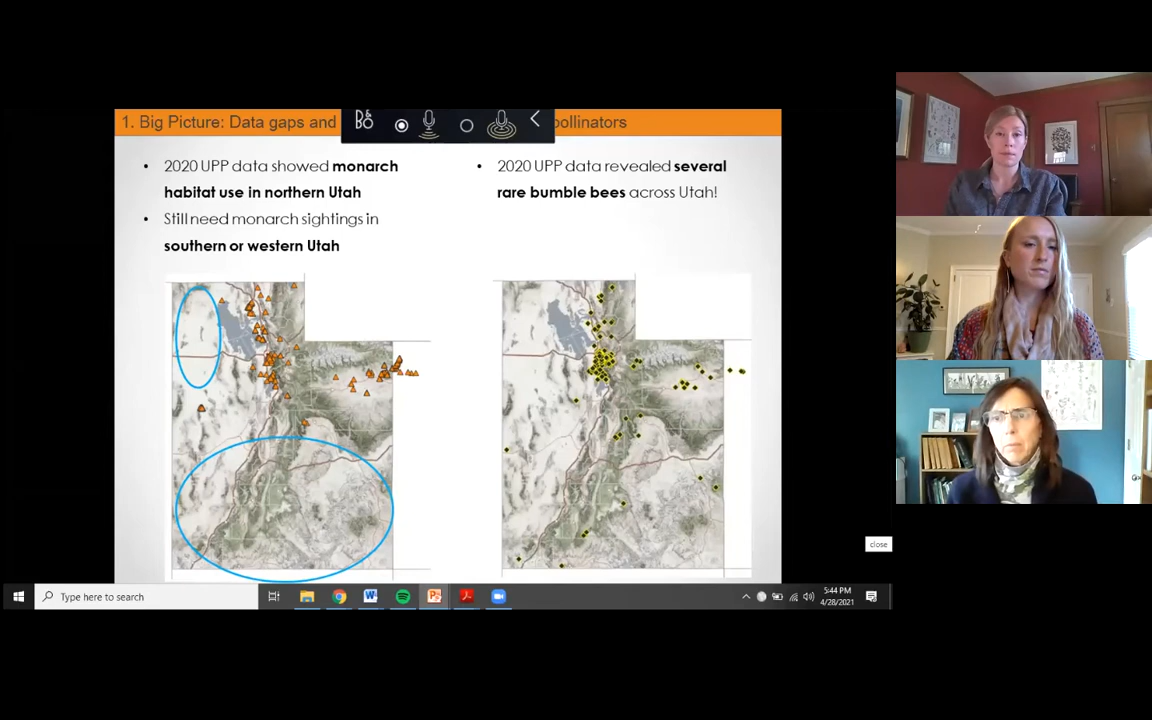 1. Big Picture: Data gaps and
pollinators
• 2020 UPP data showed monarch
habitat use in northern Utah
• Still need monarch sightings in
southern or western Utah
• 2020 UPP data revealed several
rare bumble bees across Utah!
close
Type here to search
5:44 PM
4/28/2021